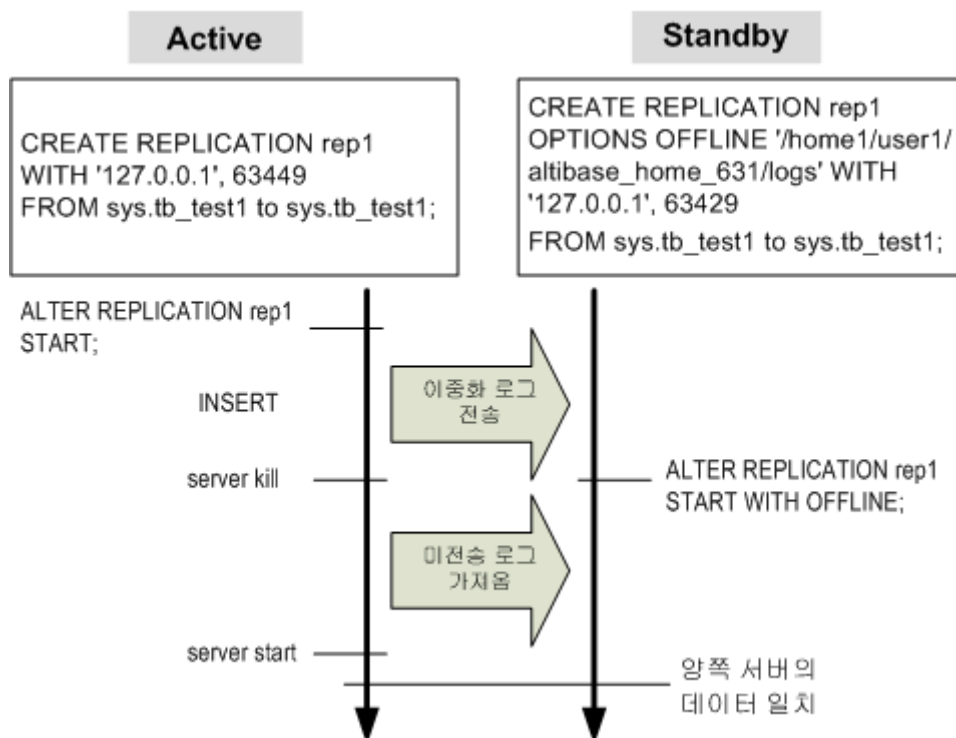 Active
Standby
CREATE REPLICATION rep1
WITH '127.0.0.1', 63449
FROM sys.tb_test1 to sys.tb_test1;
CREATE REPLICATION rep1
OPTIONS OFFLINE '/home1/user1/
altibase_home_631/logs' WITH
'127.0.0.1', 63429
FROM sys.tb_test1 to sys.tb_test1;
ALTER REPLICATION rep1
START;
INSERT
이중화 로그
전송
server kill
ALTER REPLICATION rep1
START WITH OFFLINE;
미전송 로그
가져옴
server start
양쪽 서버의
데이터 일치